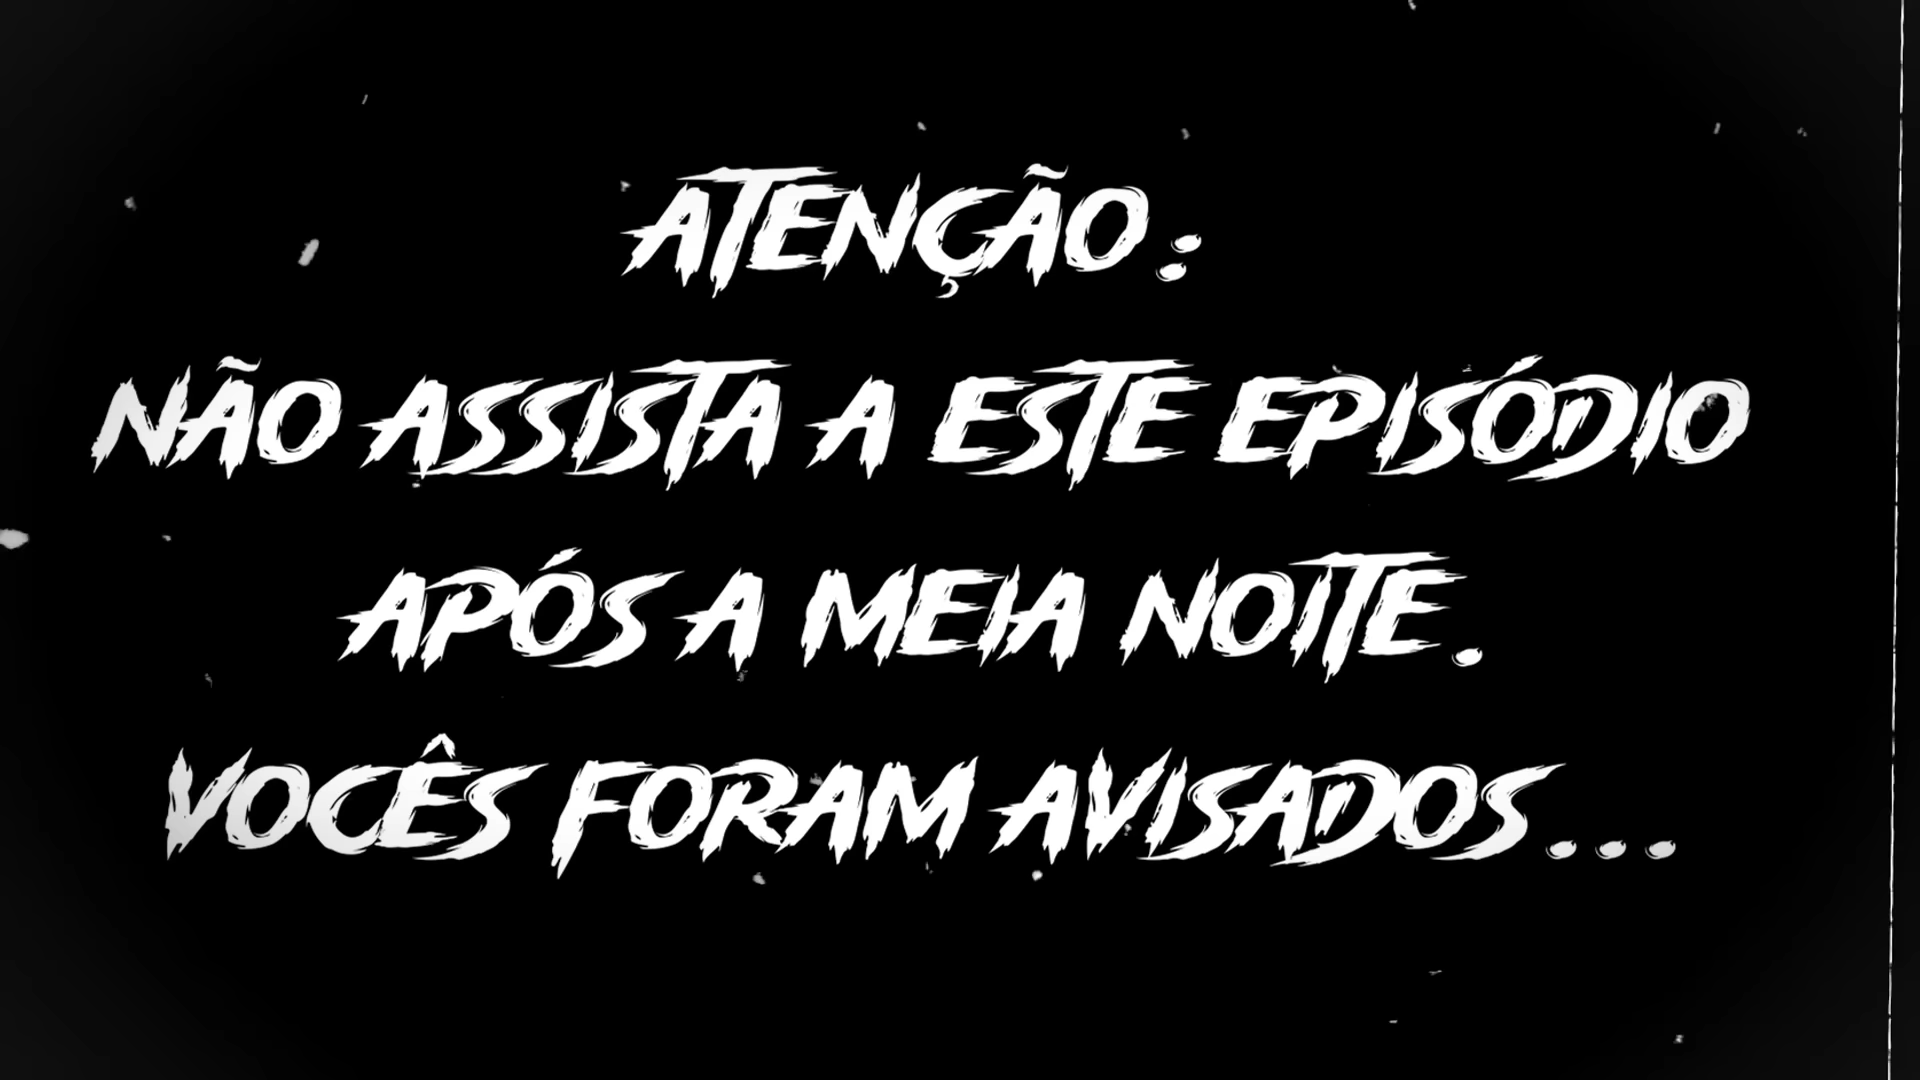 ATENÇÃO:
NÃO ASSISTA A ESTE EPISÓDIO
APÓS A MEIA NOITE.
VOCÊS FORAM AVISADOS...